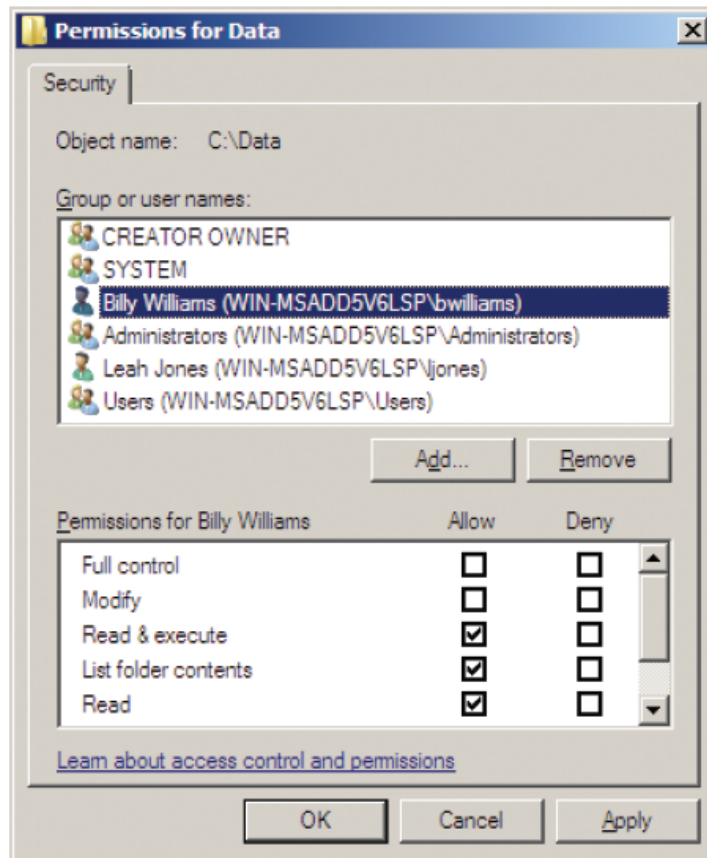 Permissions for Data
Security
Object name: C:\Data
Group or user names:
CREATOR OWNER
SYSTEM
Billy Williams (WIN-MSADD5V6LSP\bwilliams)
Administrators (WIN-MSADD5V6LSP\Administrators)
Leah Jones (WIN-MSADD5V6LSP\ljones)
Users (WIN-MSADD5V6LSP\Users)
Add... Remove
Permissions for Billy Williams Allow Deny
Full control
Modify
Read & execute
List folder contents
Read
Learn about access control and permissions
OK Cancel Apply